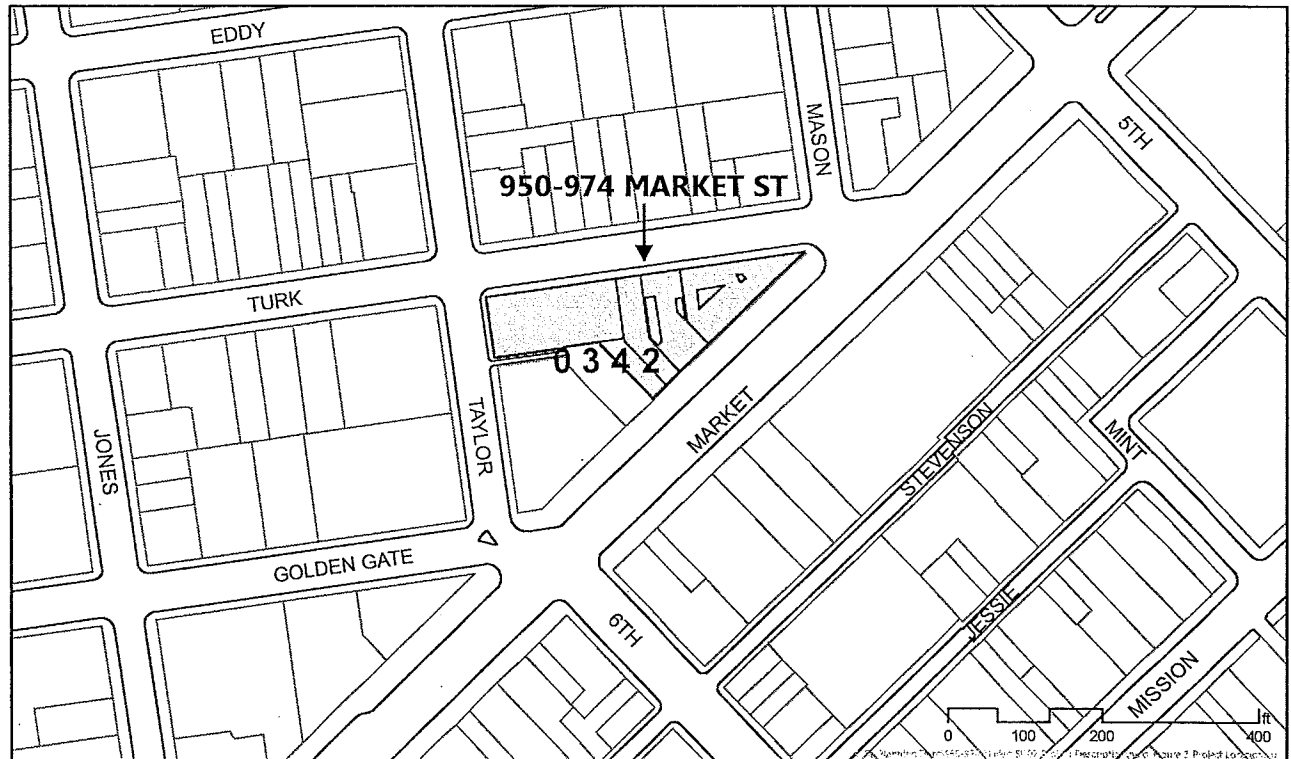 EDDY
MASON
5TH
950-974 MARKET ST
TURK
0342
MARKET
TAYLOR
JONES
STEVENSON
MINT
GOLDEN GATE
6TH
JESSIE
MISSION
ft
0 100 200 400